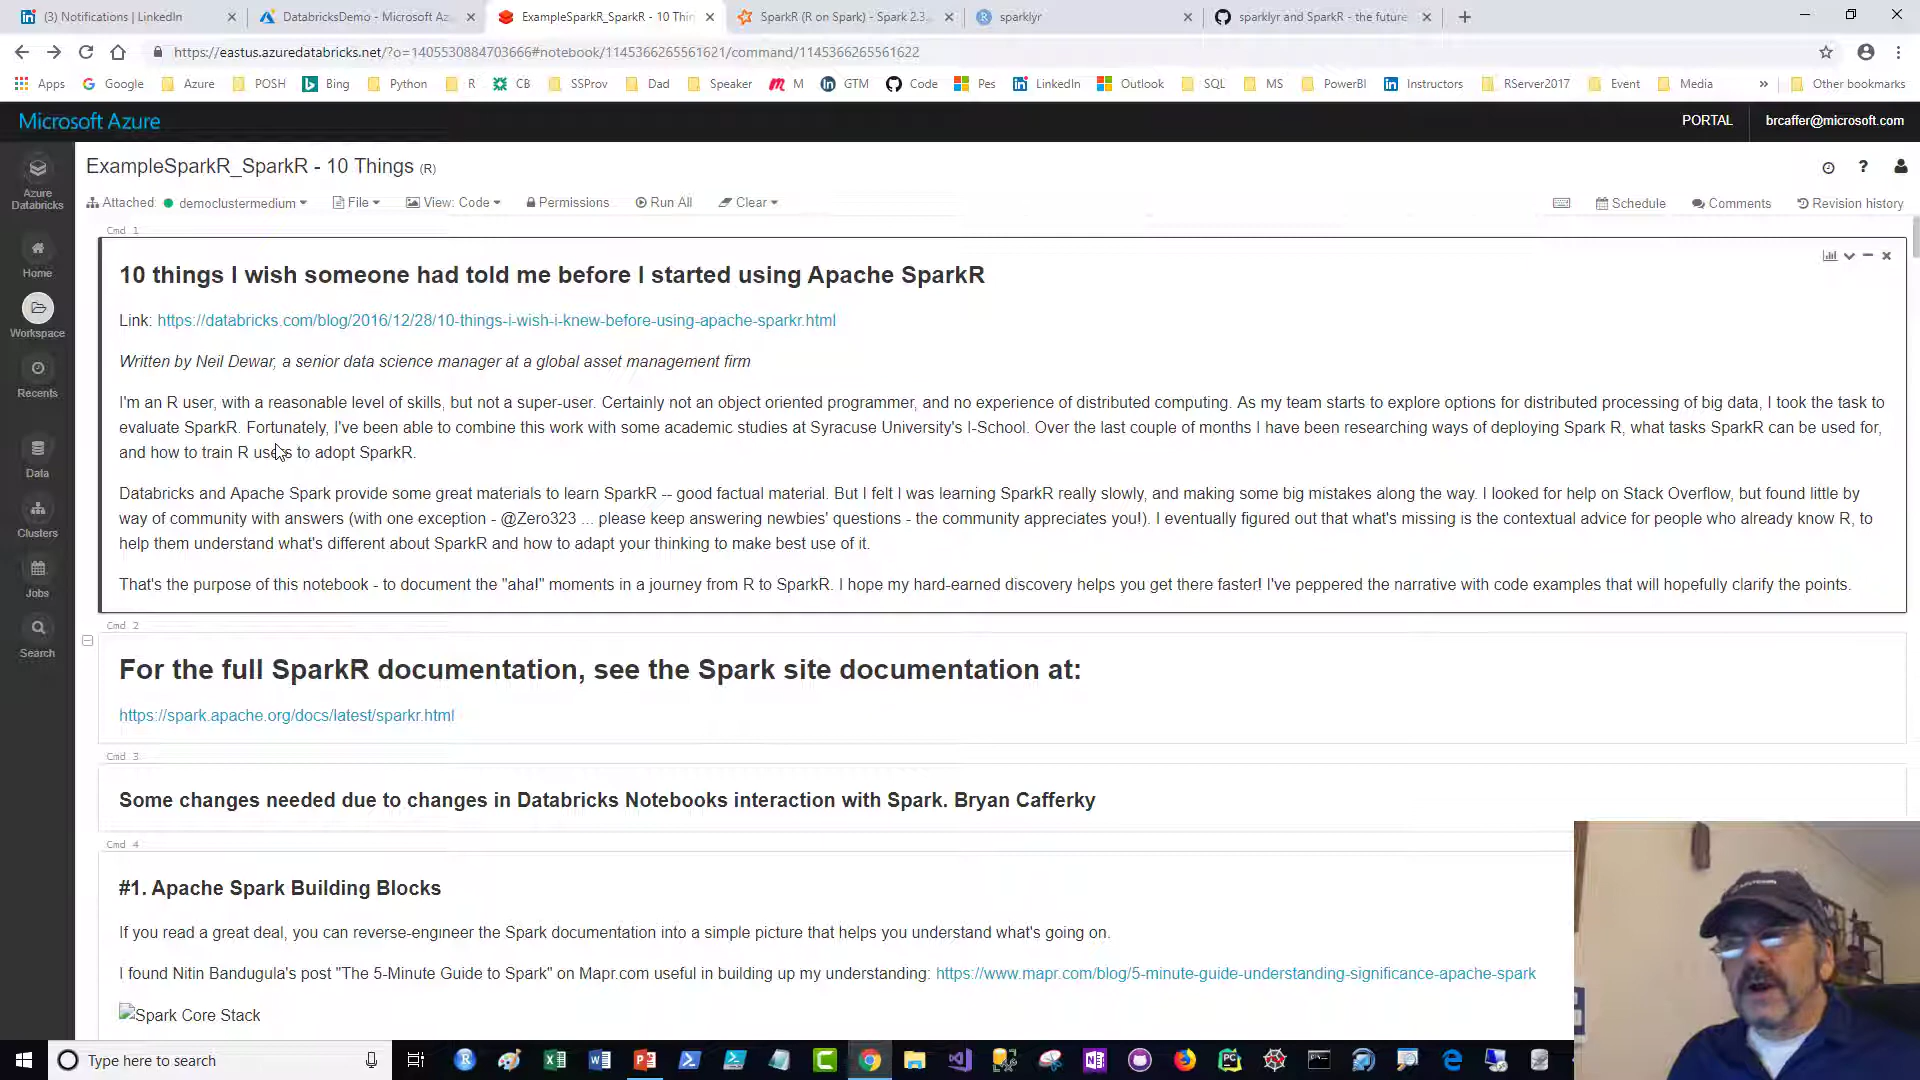 (3) Notifications | LinkedIn
DatabricksDemo - Microsoft Az
ExampleSparkR_SparkR - 10 Thin
SparkR (R on Spark) - Spark 2.3.
sparklyr
sparklyr and SparkR - the future
https://eastus.azuredatabricks.net/?o=1405530884703666#notebook/1145366265561621/command/1145366265561622
Apps Google Azure POSH Bing Python R CB SSProv Dad Speaker M GTM Code Pes LinkedIn Outlook SQL MS PowerBI Instructors RServer2017 Event Media » Other bookmarks
Microsoft Azure PORTAL brcaffer@microsoft.com
ExampleSparkR_SparkR - 10 Things (R)
Attached: democlustermedium File View: Code Permissions Run All Clear Schedule Comments Revision history
Azure Databricks
Home
Workspace
Recents
Data
Clusters
Jobs
Search
Cmd 1
10 things I wish someone had told me before I started using Apache SparkR
Link: https://databricks.com/blog/2016/12/28/10-things-i-wish-i-knew-before-using-apache-sparkr.html
Written by Neil Dewar, a senior data science manager at a global asset management firm
I'm an R user, with a reasonable level of skills, but not a super-user. Certainly not an object oriented programmer, and no experience of distributed computing. As my team starts to explore options for distributed processing of big data, I took the task to
evaluate SparkR. Fortunately, I've been able to combine this work with some academic studies at Syracuse University's I-School. Over the last couple of months I have been researching ways of deploying Spark R, what tasks SparkR can be used for,
and how to train R users to adopt SparkR.
Databricks and Apache Spark provide some great materials to learn SparkR -- good factual material. But I felt I was learning SparkR really slowly, and making some big mistakes along the way. I looked for help on Stack Overflow, but found little by
way of community with answers (with one exception - @Zero323 ... please keep answering newbies' questions - the community appreciates you!). I eventually figured out that what's missing is the contextual advice for people who already know R, to
help them understand what's different about SparkR and how to adapt your thinking to make best use of it.
That's the purpose of this notebook - to document the "aha!" moments in a journey from R to SparkR. I hope my hard-earned discovery helps you get there faster! I've peppered the narrative with code examples that will hopefully clarify the points.
Cmd 2
For the full SparkR documentation, see the Spark site documentation at:
https://spark.apache.org/docs/latest/sparkr.html
Cmd 3
Some changes needed due to changes in Databricks Notebooks interaction with Spark. Bryan Cafferky
Cmd 4
#1. Apache Spark Building Blocks
If you read a great deal, you can reverse-engineer the Spark documentation into a simple picture that helps you understand what's going on.
I found Nitin Bandugula's post "The 5-Minute Guide to Spark" on Mapr.com useful in building up my understanding: https://www.mapr.com/blog/5-minute-guide-understanding-significance-apache-spark
Spark Core Stack
Type here to search